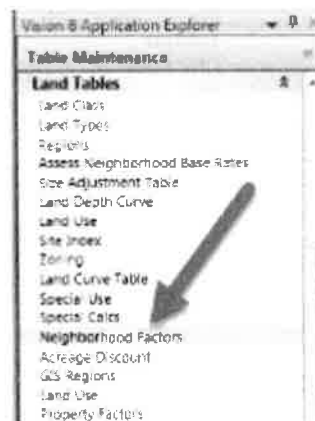 Vision 8 Application Explorer
Table Maintenance
Land Tables
Land Class
Land Types
Regions
Assess Neighborhood Base Rates
Size Adjustment Table
Land Depth Curve
Land Use
Site Index
Zoning
Land Curve Table
Special Use
Special Calcs
Neighborhood Factors
Acreage Discount
GIS Regions
Land Use
Property Factors